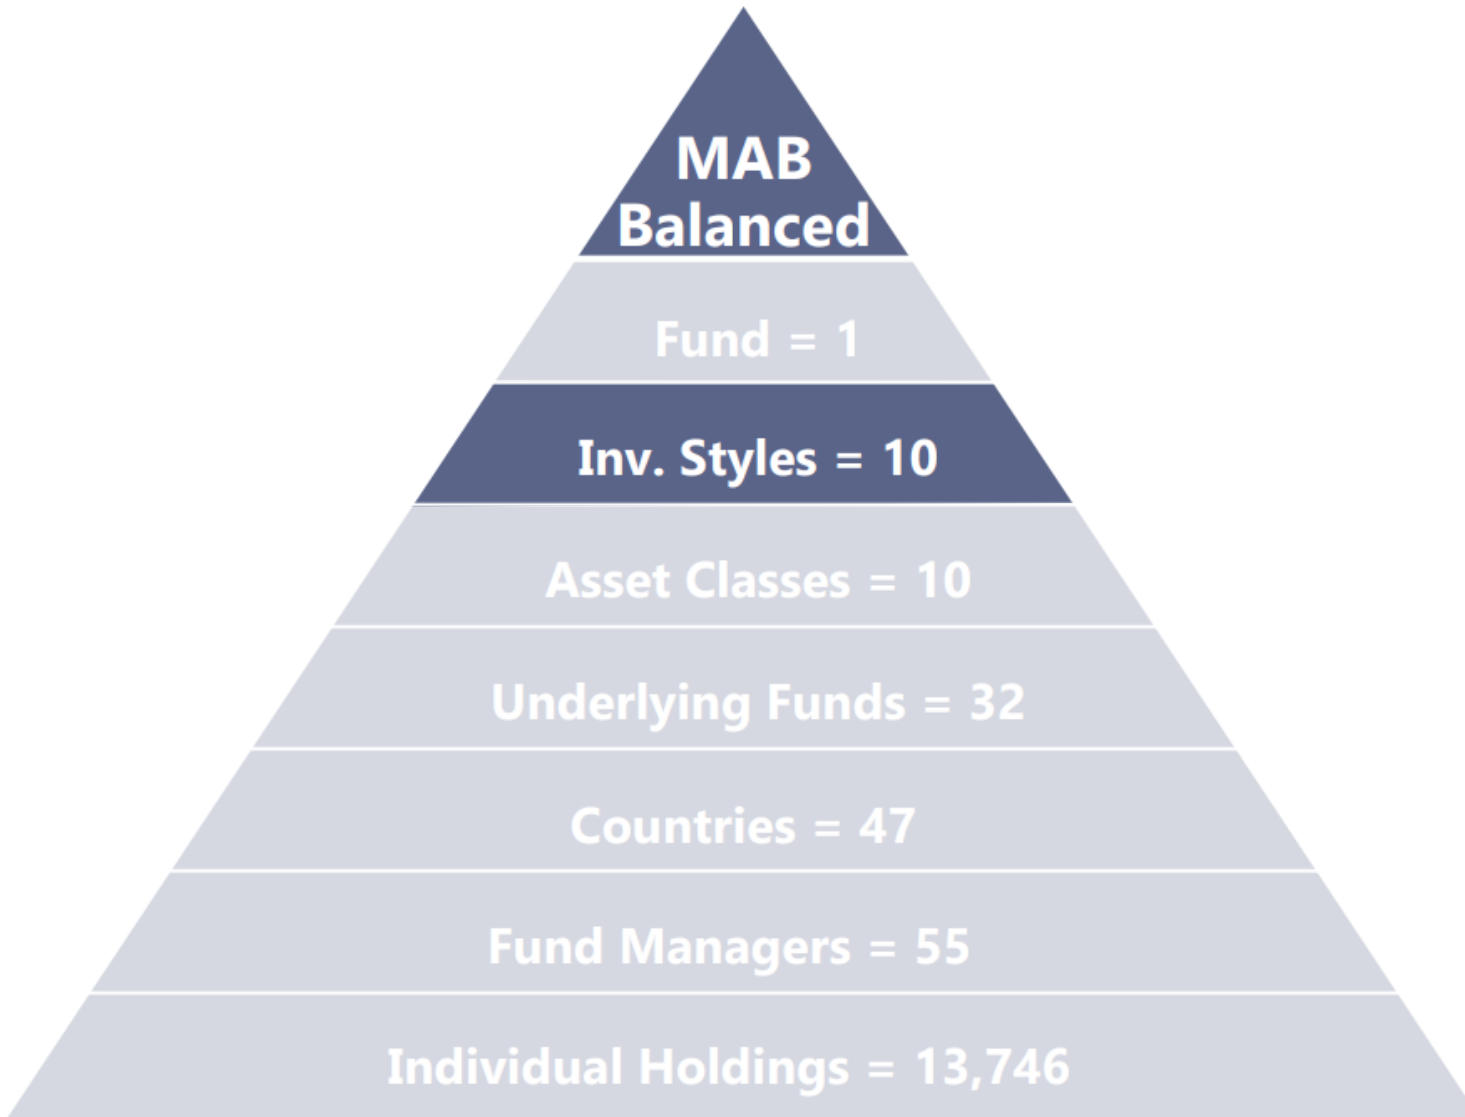 MAB
Balanced
Fund = 1
Inv. Styles = 10
Asset Classes = 10
Underlying Funds = 32
Countries = 47
Fund Managers = 55
Individual Holdings = 13,746